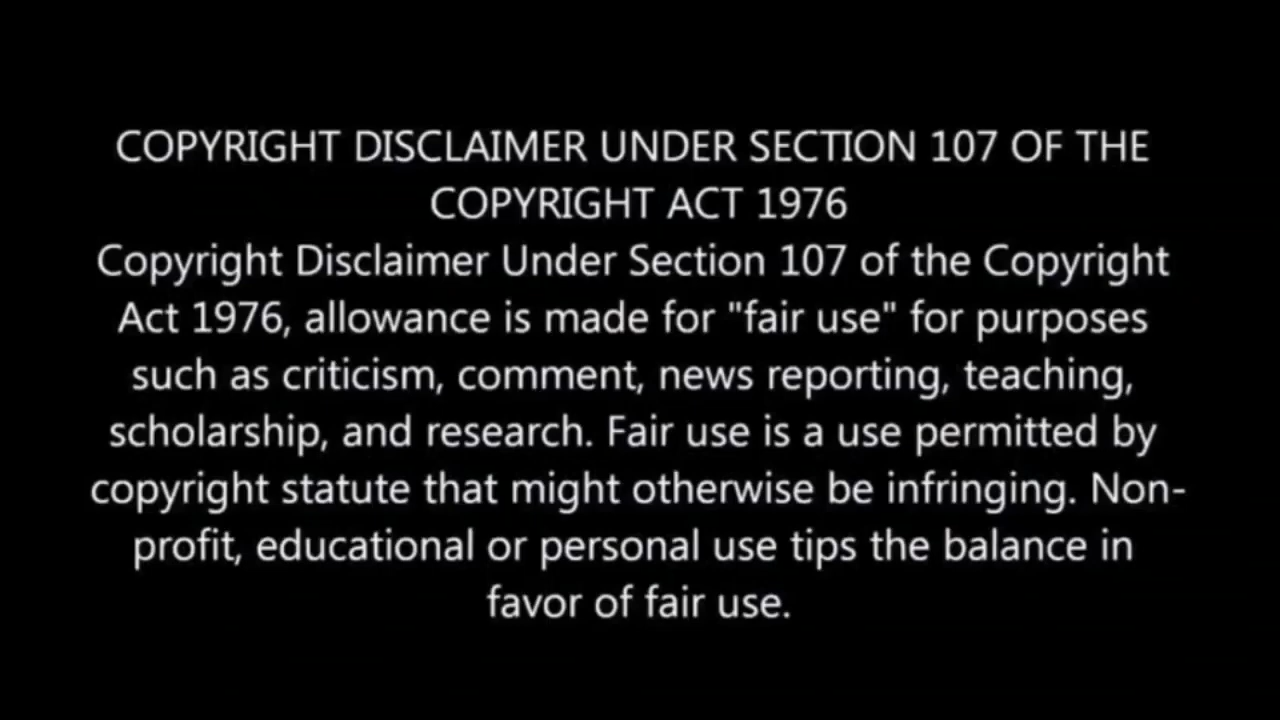 COPYRIGHT DISCLAIMER UNDER SECTION 107 OF THE
COPYRIGHT ACT 1976
Copyright Disclaimer Under Section 107 of the Copyright
Act 1976, allowance is made for "fair use" for purposes
such as criticism, comment, news reporting, teaching,
scholarship, and research. Fair use is a use permitted by
copyright statute that might otherwise be infringing. Non-
profit, educational or personal use tips the balance in
favor of fair use.